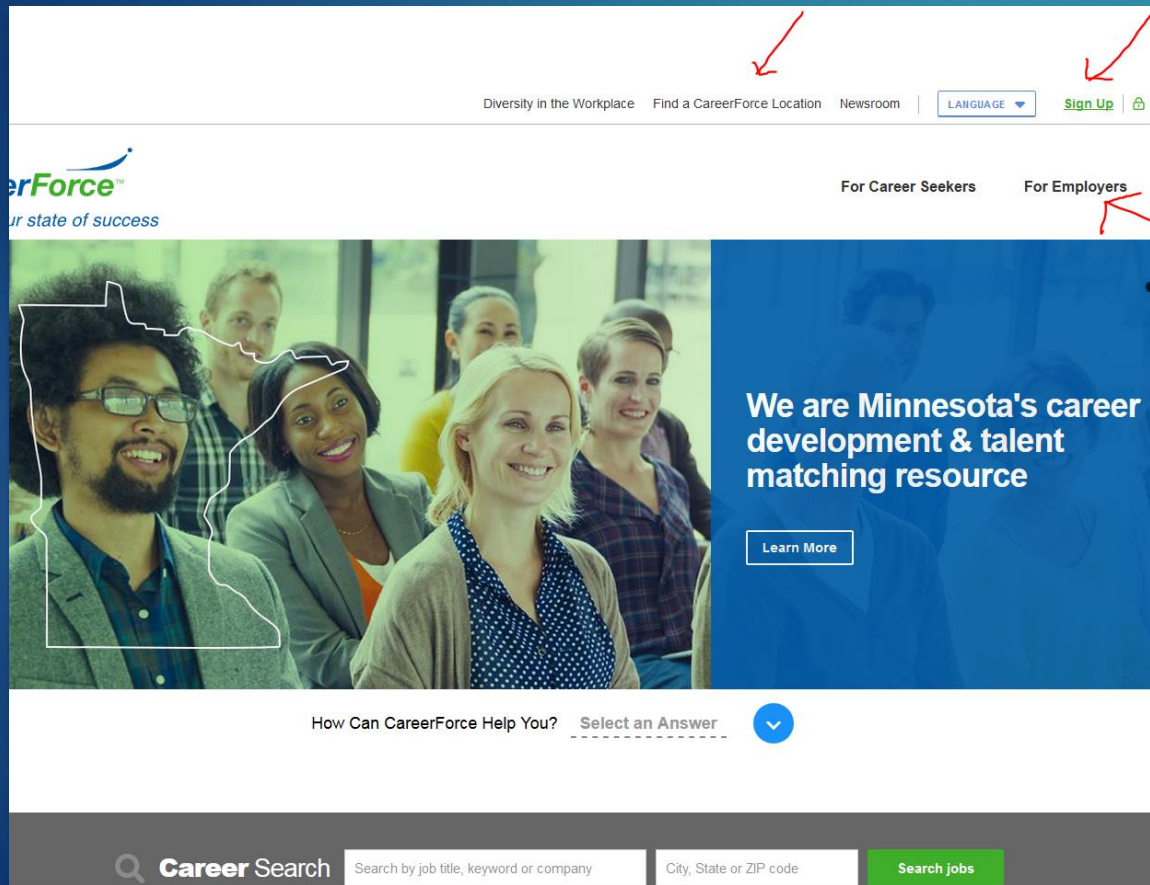 Diversity in the Workplace Find a CareerForce Location Newsroom LANGUAGE Sign Up
erForce™
ur state of success
For Career Seekers For Employers
We are Minnesota's career
development & talent
matching resource
Learn More
How Can CareerForce Help You? Select an Answer
Career Search Search by job title, keyword or company City, State or ZIP code Search jobs